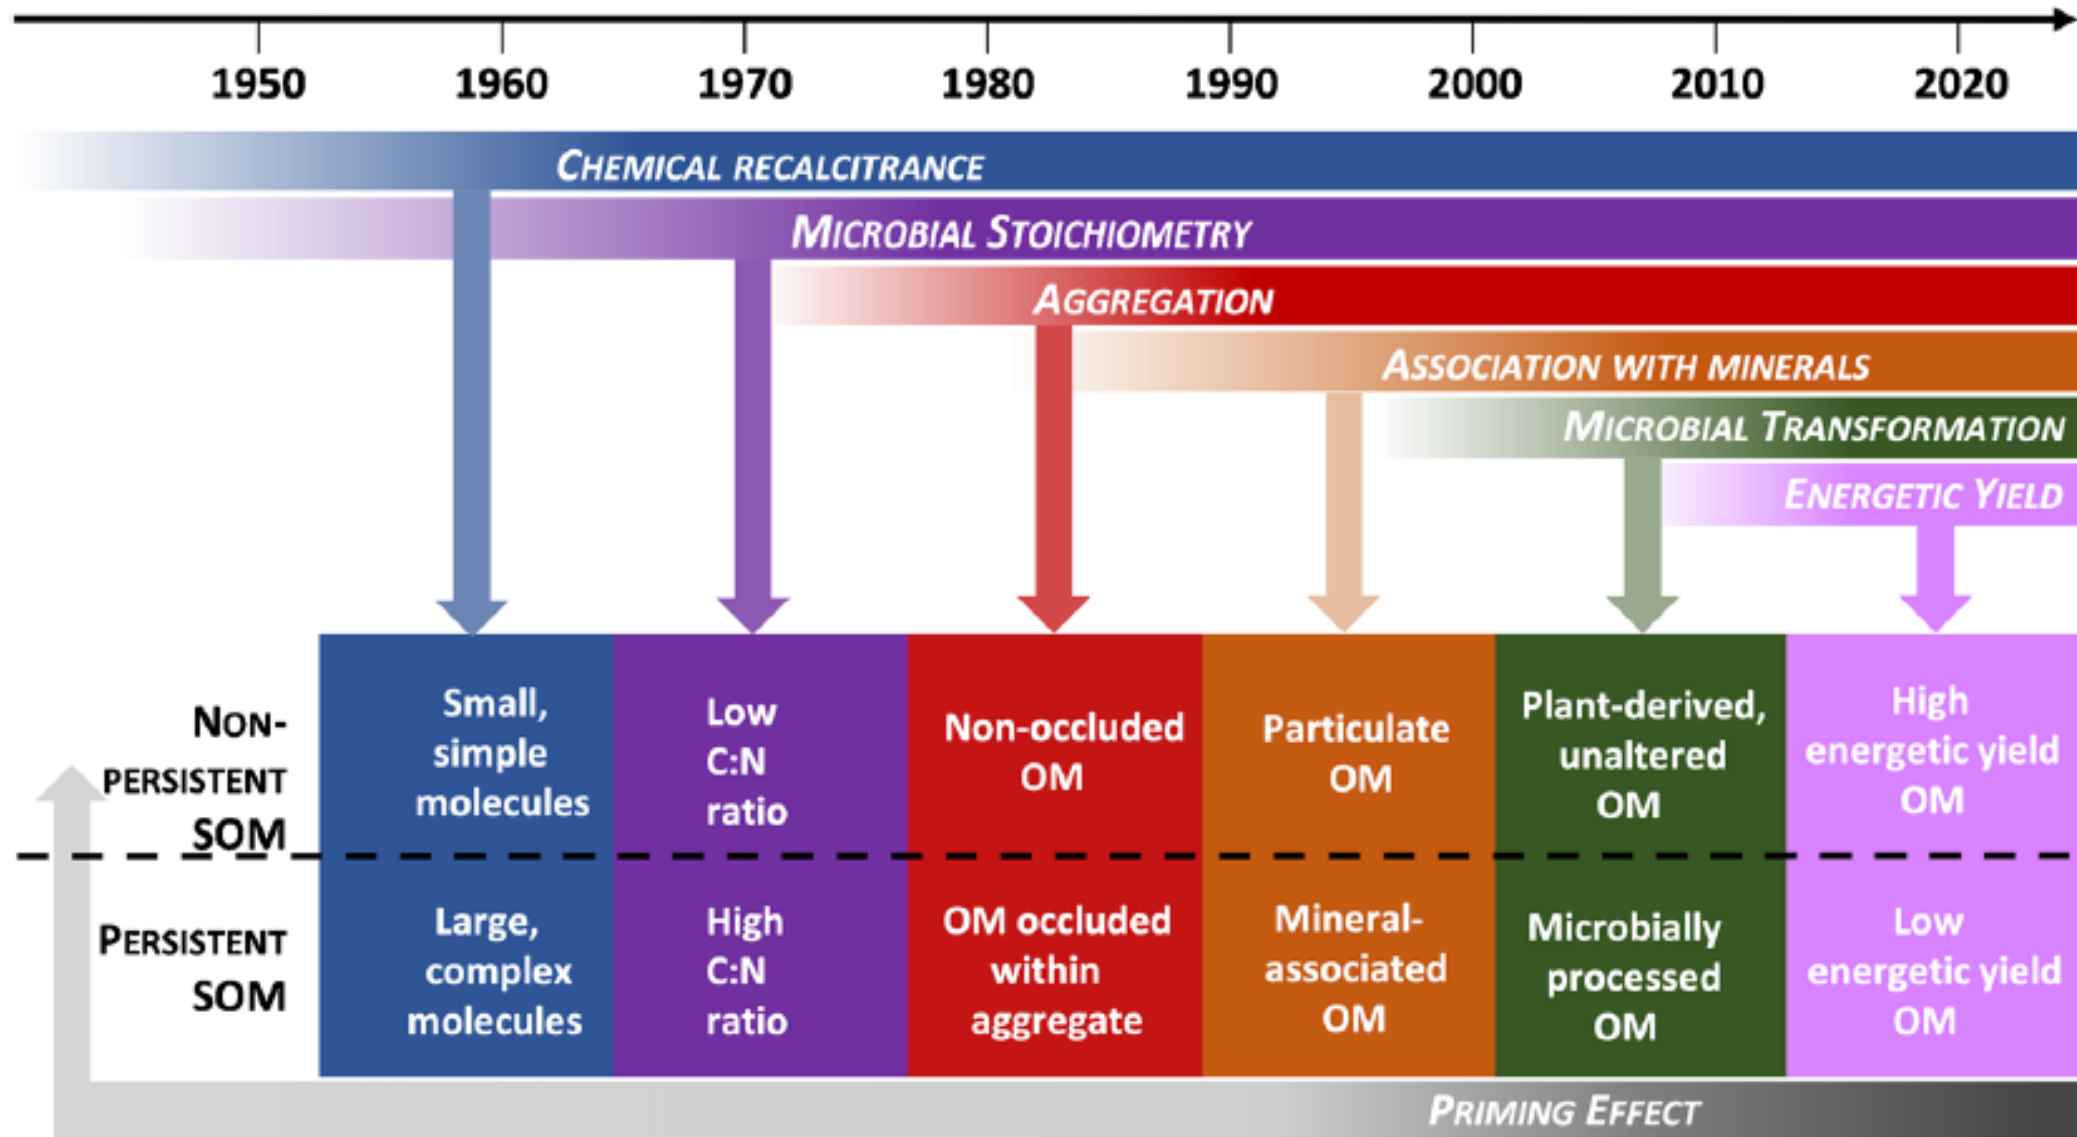 1950 1960 1970 1980 1990 2000 2010 2020
CHEMICAL RECALCITRANCE
MICROBIAL STOICHIOMETRY
AGGREGATION
ASSOCIATION WITH MINERALS
MICROBIAL TRANSFORMATION
ENERGETIC YIELD
NON-
PERSISTENT
SOM
Small,
simple
molecules
Low
C:N
ratio
Non-occluded
OM
Particulate
OM
Plant-derived,
unaltered
OM
High
energetic yield
OM
PERSISTENT
SOM
Large,
complex
molecules
High
C:N
ratio
OM occluded
within
aggregate
Mineral-
associated
OM
Microbially
processed
OM
Low
energetic yield
OM
PRIMING EFFECT